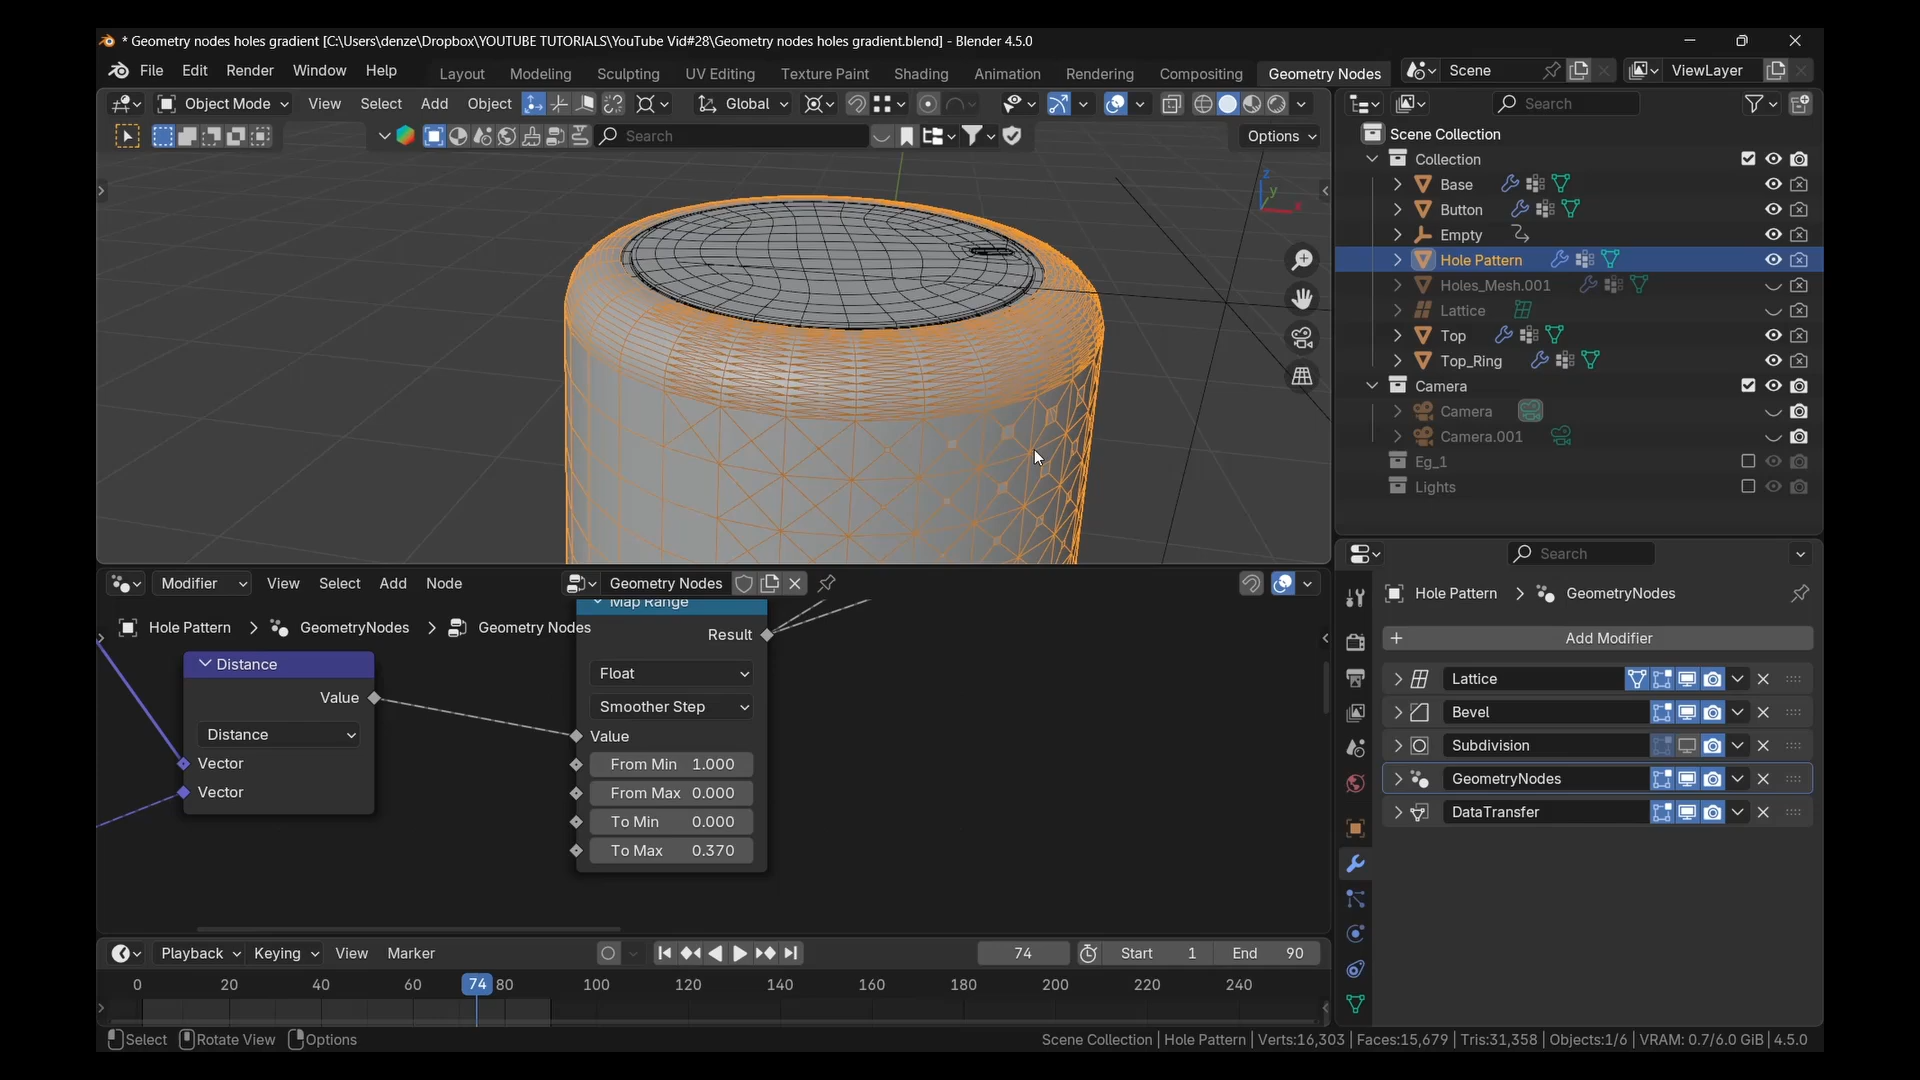 * Geometry nodes holes gradient [C:\Users\denze\Dropbox\YOUTUBE TUTORIALS\YouTube Vid#28\Geometry nodes holes gradient.blend] - Blender 4.5.0
File Edit Render Window Help Layout Modeling Sculpting UV Editing Texture Paint Shading Animation Rendering Compositing Geometry Nodes Scene ViewLayer
Object Mode View Select Add Object Global Search
Search Options
Z
Y
X
Scene Collection
Collection
Base
Button
Empty
Hole Pattern
Holes_Mesh.001
Lattice
Top
Top_Ring
Camera
Camera
Camera.001
Eg_1
Lights
Search
Hole Pattern GeometryNodes
Add Modifier
Lattice
Bevel
Subdivision
GeometryNodes
DataTransfer
Modifier View Select Add Node Geometry Nodes
Hole Pattern GeometryNodes Geometry Nodes
Map Range
Result
Float
Smoother Step
Value
From Min 1.000
From Max 0.000
To Min 0.000
To Max 0.370
Distance
Value
Distance
Vector
Vector
Playback Keying View Marker 74 Start 1 End 90
0 20 40 60 74 80 100 120 140 160 180 200 220 240
Select Rotate View Options Scene Collection | Hole Pattern | Verts:16,303 | Faces:15,679 | Tris:31,358 | Objects:1/6 | VRAM: 0.7/6.0 GiB | 4.5.0